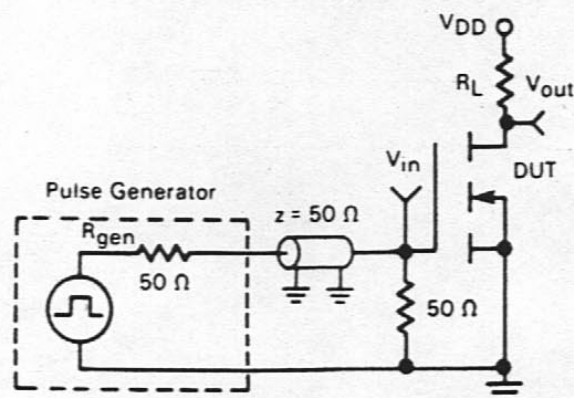 VDD
RL
Vout
Vin
DUT
Pulse Generator
Rgen
z = 50 Ω
50 Ω
50 Ω